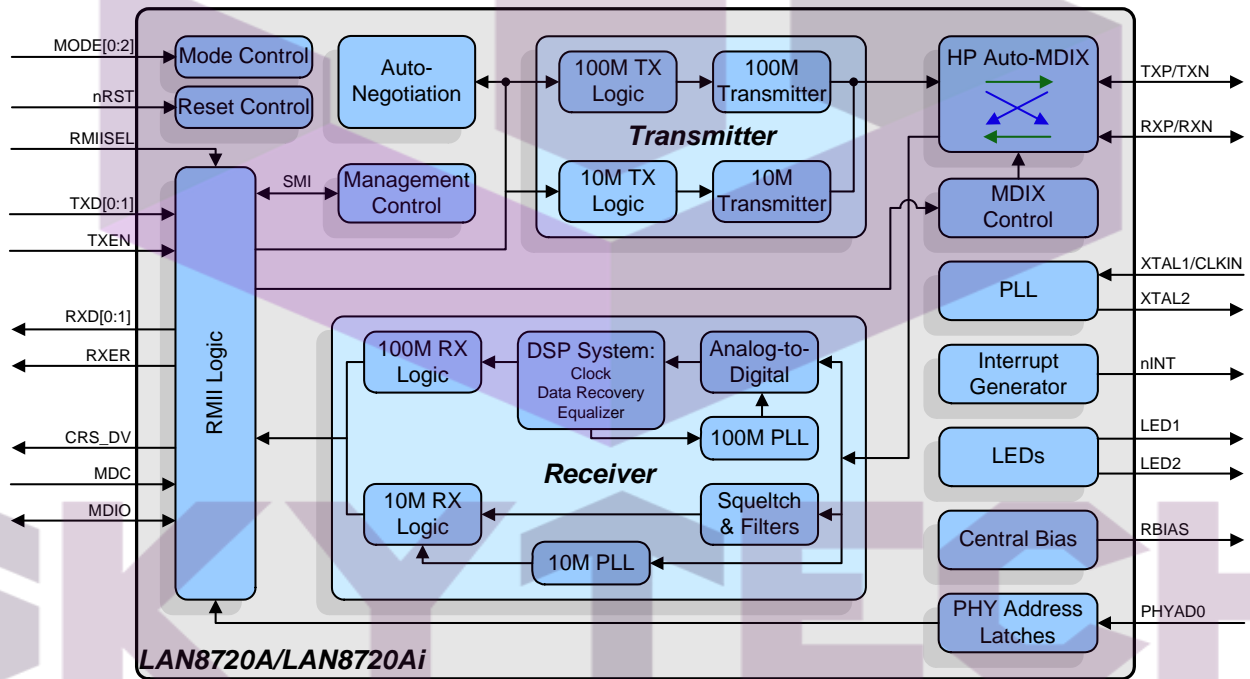 MODE[0:2]
nRST
RMIISEL
TXD[0:1]
TXEN
RXD[0:1]
RXER
CRS_DV
MDC
MDIO
Mode Control
Reset Control
RMII Logic
SMI
Auto-
Negotiation
Management
Control
100M TX
Logic
100M
Transmitter
Transmitter
10M TX
Logic
10M
Transmitter
HP Auto-MDIX
MDIX
Control
100M RX
Logic
DSP System:
Clock
Data Recovery
Equalizer
Analog-to-
Digital
100M PLL
Receiver
10M RX
Logic
Squeltch
& Filters
10M PLL
PLL
Interrupt
Generator
LEDs
Central Bias
PHY Address
Latches
TXP/TXN
RXP/RXN
XTAL1/CLKIN
XTAL2
nINT
LED1
LED2
RBIAS
PHYAD0
LAN8720A/LAN8720Ai
SKYTECH